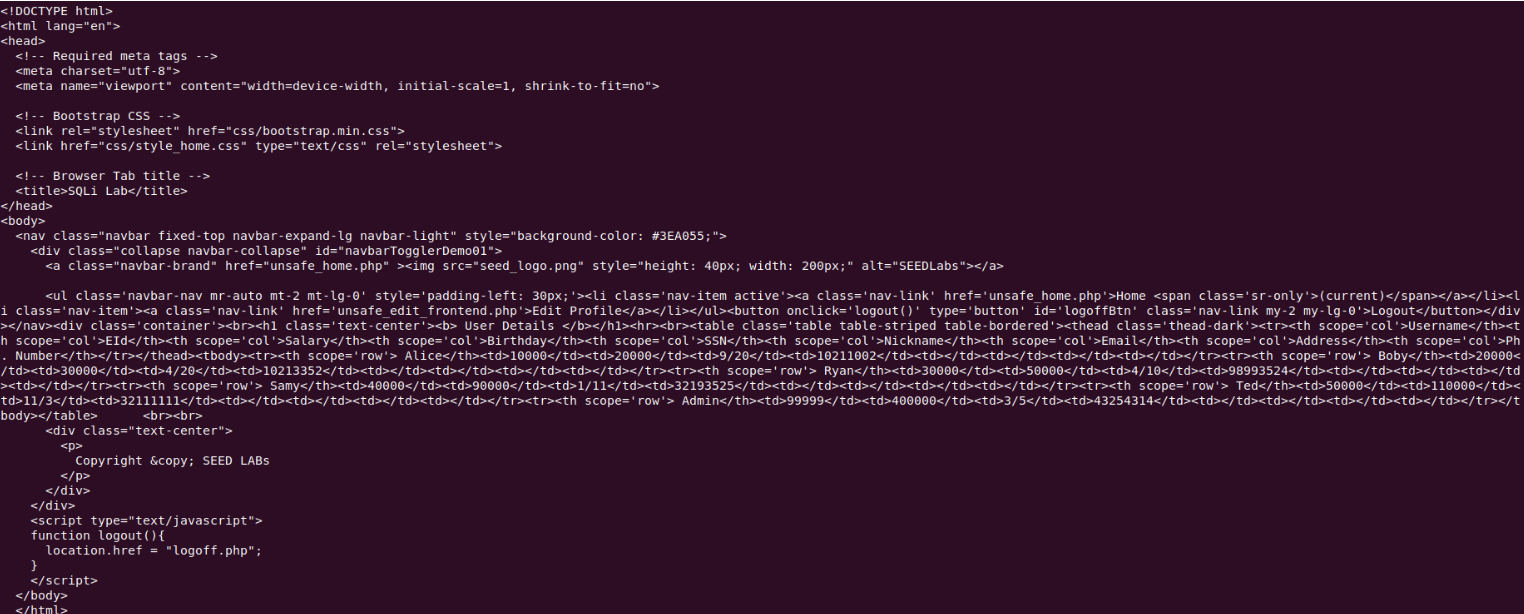 <!DOCTYPE html>
<html lang="en">
<head>
  <!-- Required meta tags -->
  <meta charset="utf-8">
  <meta name="viewport" content="width=device-width, initial-scale=1, shrink-to-fit=no">

  <!-- Bootstrap CSS -->
  <link rel="stylesheet" href="css/bootstrap.min.css">
  <link href="css/style_home.css" type="text/css" rel="stylesheet">

  <!-- Browser Tab title -->
  <title>SQLi Lab</title>
</head>
<body>
  <nav class="navbar fixed-top navbar-expand-lg navbar-light" style="background-color: #3EA055;">
    <div class="collapse navbar-collapse" id="navbarTogglerDemo01">
      <a class="navbar-brand" href="unsafe_home.php" ><img src="seed_logo.png" style="height: 40px; width: 200px;" alt="SEEDLabs"></a>

      <ul class='navbar-nav mr-auto mt-2 mt-lg-0' style='padding-left: 30px;'><li class='nav-item active'><a class='nav-link' href='unsafe_home.php'>Home <span class='sr-only'>(current)</span></a></li><l
i class='nav-item'><a class='nav-link' href='unsafe_edit_frontend.php'>Edit Profile</a></li></ul><button onclick='logout()' type='button' id='logoffBtn' class='nav-link my-2 my-lg-0'>Logout</button></div
></nav><div class='container'><br><h1 class='text-center'><b> User Details </b></h1><hr><br><table class='table table-striped table-bordered'><thead class='thead-dark'><tr><th scope='col'>Username</th><t
h scope='col'>EId</th><th scope='col'>Salary</th><th scope='col'>Birthday</th><th scope='col'>SSN</th><th scope='col'>Nickname</th><th scope='col'>Email</th><th scope='col'>Address</th><th scope='col'>Ph
. Number</th></tr></thead><tbody><tr><th scope='row'> Alice</th><td>10000</td><td>20000</td><td>9/20</td><td>10211002</td><td></td><td></td><td></td><td></td></tr><tr><th scope='row'> Boby</th><td>20000<
/td><td>30000</td><td>4/20</td><td>10213352</td><td></td><td></td><td></td><td></td></tr><tr><th scope='row'> Ryan</th><td>30000</td><td>50000</td><td>4/10</td><td>98993524</td><td></td><td></td><td></td
><td></td></tr><tr><th scope='row'> Samy</th><td>40000</td><td>90000</td><td>1/11</td><td>32193525</td><td></td><td></td><td></td><td></td></tr><tr><th scope='row'> Ted</th><td>50000</td><td>110000</td><
td>11/3</td><td>32111111</td><td></td><td></td><td></td><td></td></tr><tr><th scope='row'> Admin</th><td>99999</td><td>400000</td><td>3/5</td><td>43254314</td><td></td><td></td><td></td><td></td></tr></t
body></table>      <br><br>
      <div class="text-center">
        <p>
          Copyright &copy; SEED LABs
        </p>
      </div>
    </div>
    <script type="text/javascript">
    function logout(){
      location.href = "logoff.php";
    }
    </script>
  </body>
  </html>